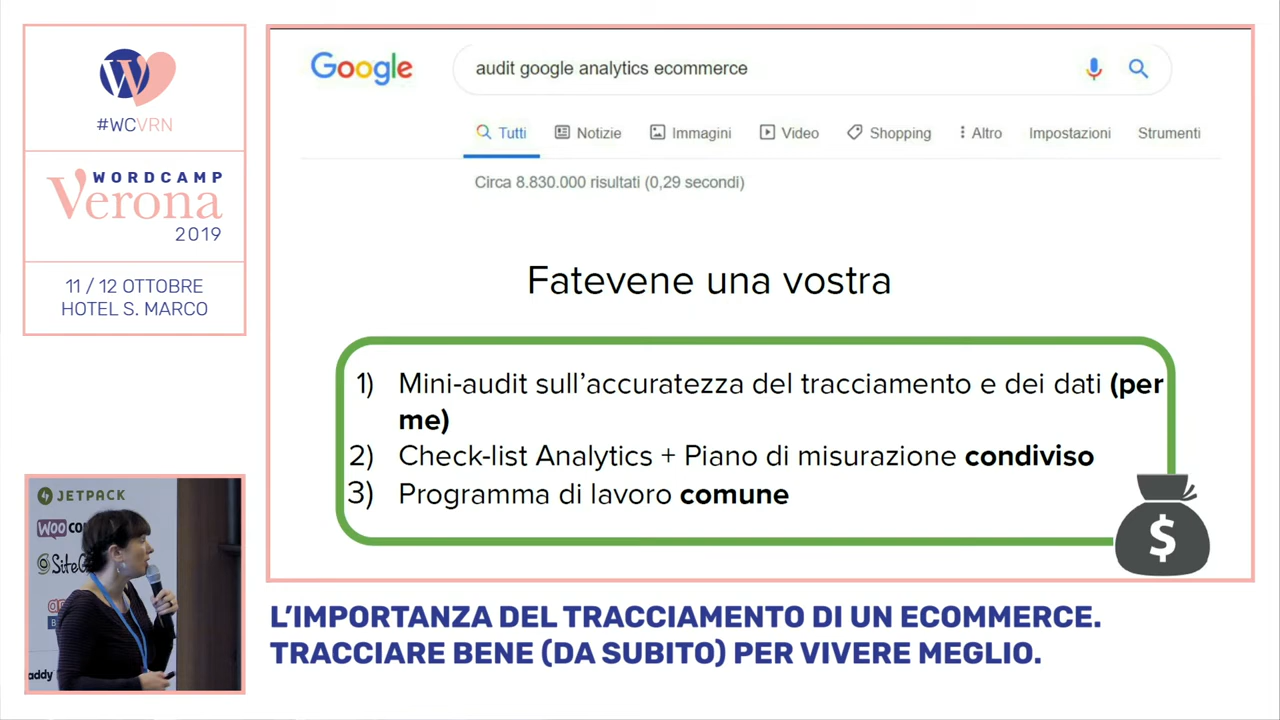 #WCVRN
WORDCAMP
Verona
2019
11 / 12 OTTOBRE
HOTEL S. MARCO
Google
audit google analytics ecommerce
Tutti Notizie Immagini Video Shopping Altro Impostazioni Strumenti
Circa 8.830.000 risultati (0,29 secondi)
Fatevene una vostra
1) Mini-audit sull'accuratezza del tracciamento e dei dati (per
me)
2) Check-list Analytics + Piano di misurazione condiviso
3) Programma di lavoro comune
$
JETPACK
WOO
SiteG
addy
L'IMPORTANZA DEL TRACCIAMENTO DI UN ECOMMERCE.
TRACCIARE BENE (DA SUBITO) PER VIVERE MEGLIO.